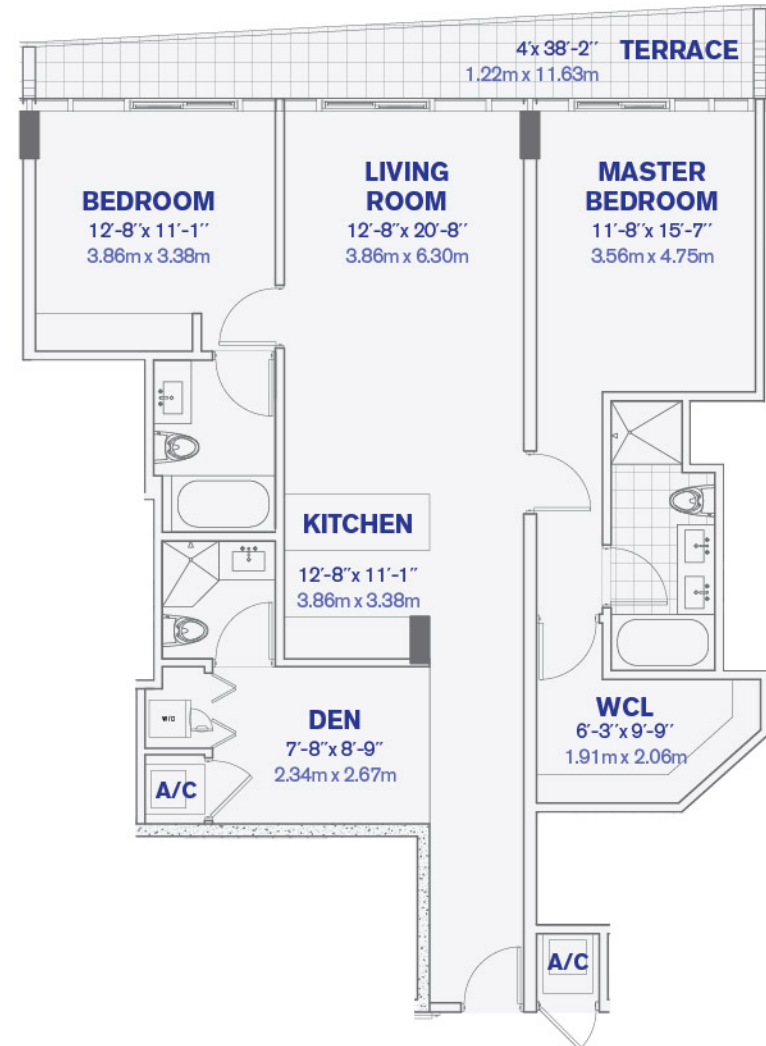 4'x 38'-2'' TERRACE
1.22m x 11.63m
BEDROOM
12'-8''x 11'-1''
3.86m x 3.38m
LIVING
ROOM
12'-8''x 20'-8''
3.86m x 6.30m
MASTER
BEDROOM
11'-8''x 15'-7''
3.56m x 4.75m
KITCHEN
12'-8''x 11'-1''
3.86m x 3.38m
W/D
DEN
7'-8''x 8'-9''
2.34m x 2.67m
WCL
6'-3''x 9'-9''
1.91m x 2.06m
A/C
A/C